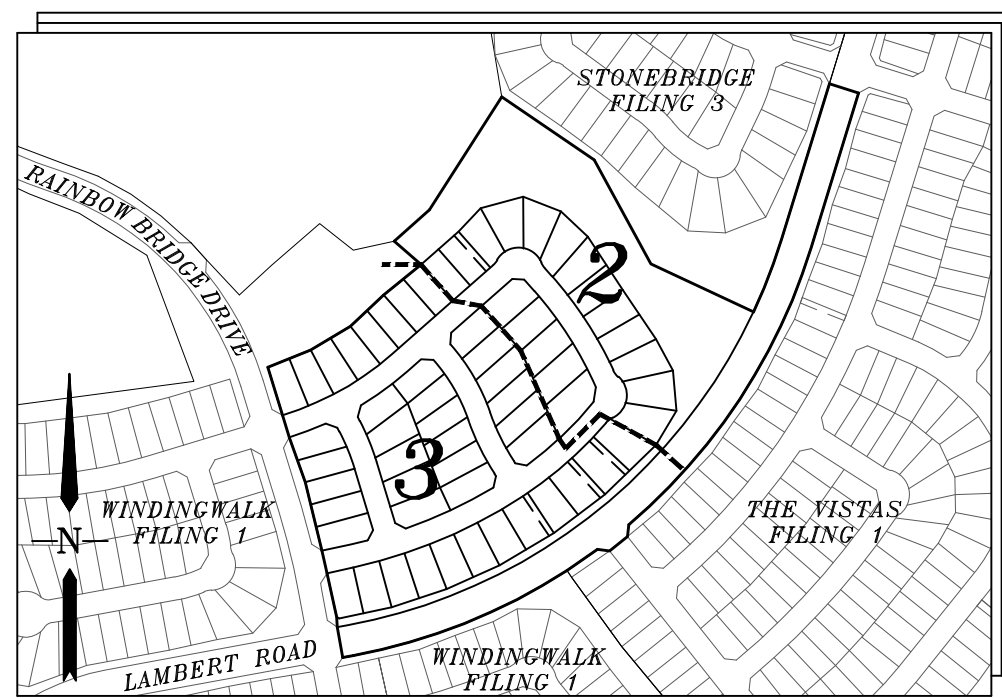 STONEBRIDGE
FILING 3
RAINBOW BRIDGE DRIVE
2
3
WINDINGWALK
FILING 1
THE VISTAS
FILING 1
N
LAMBERT ROAD
WINDINGWALK
FILING 1